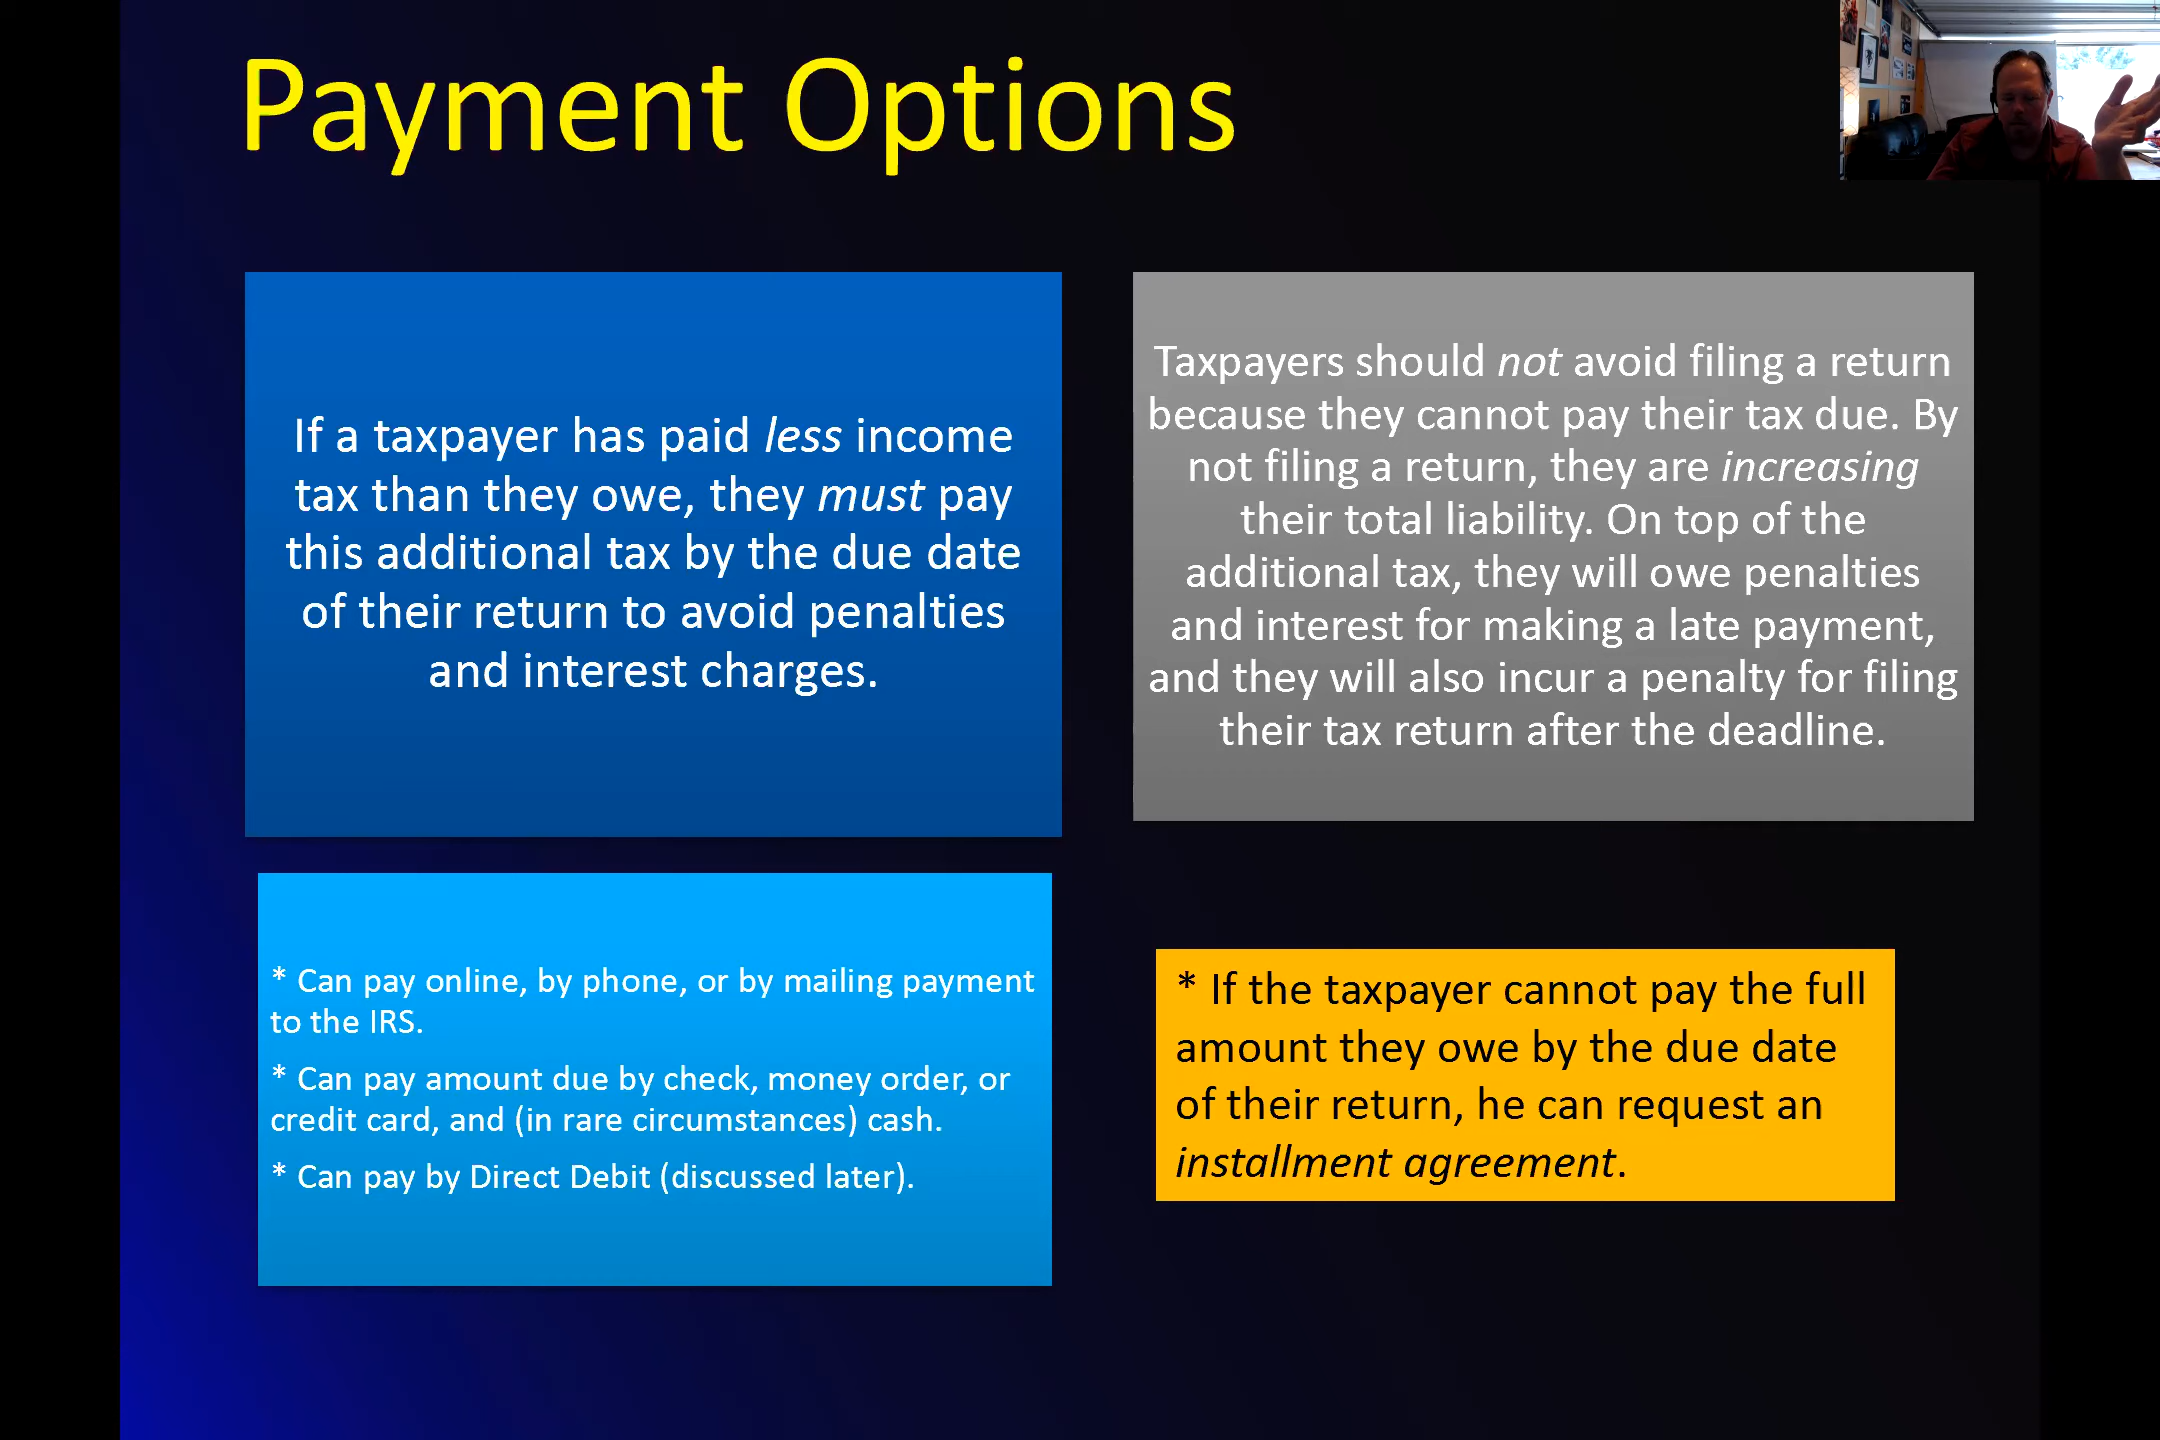 Payment Options
If a taxpayer has paid less income
tax than they owe, they must pay
this additional tax by the due date
of their return to avoid penalties
and interest charges.
Taxpayers should not avoid filing a return
because they cannot pay their tax due. By
not filing a return, they are increasing
their total liability. On top of the
additional tax, they will owe penalties
and interest for making a late payment,
and they will also incur a penalty for filing
their tax return after the deadline.
* Can pay online, by phone, or by mailing payment
to the IRS.
* Can pay amount due by check, money order, or
credit card, and (in rare circumstances) cash.
* Can pay by Direct Debit (discussed later).
* If the taxpayer cannot pay the full
amount they owe by the due date
of their return, he can request an
installment agreement.